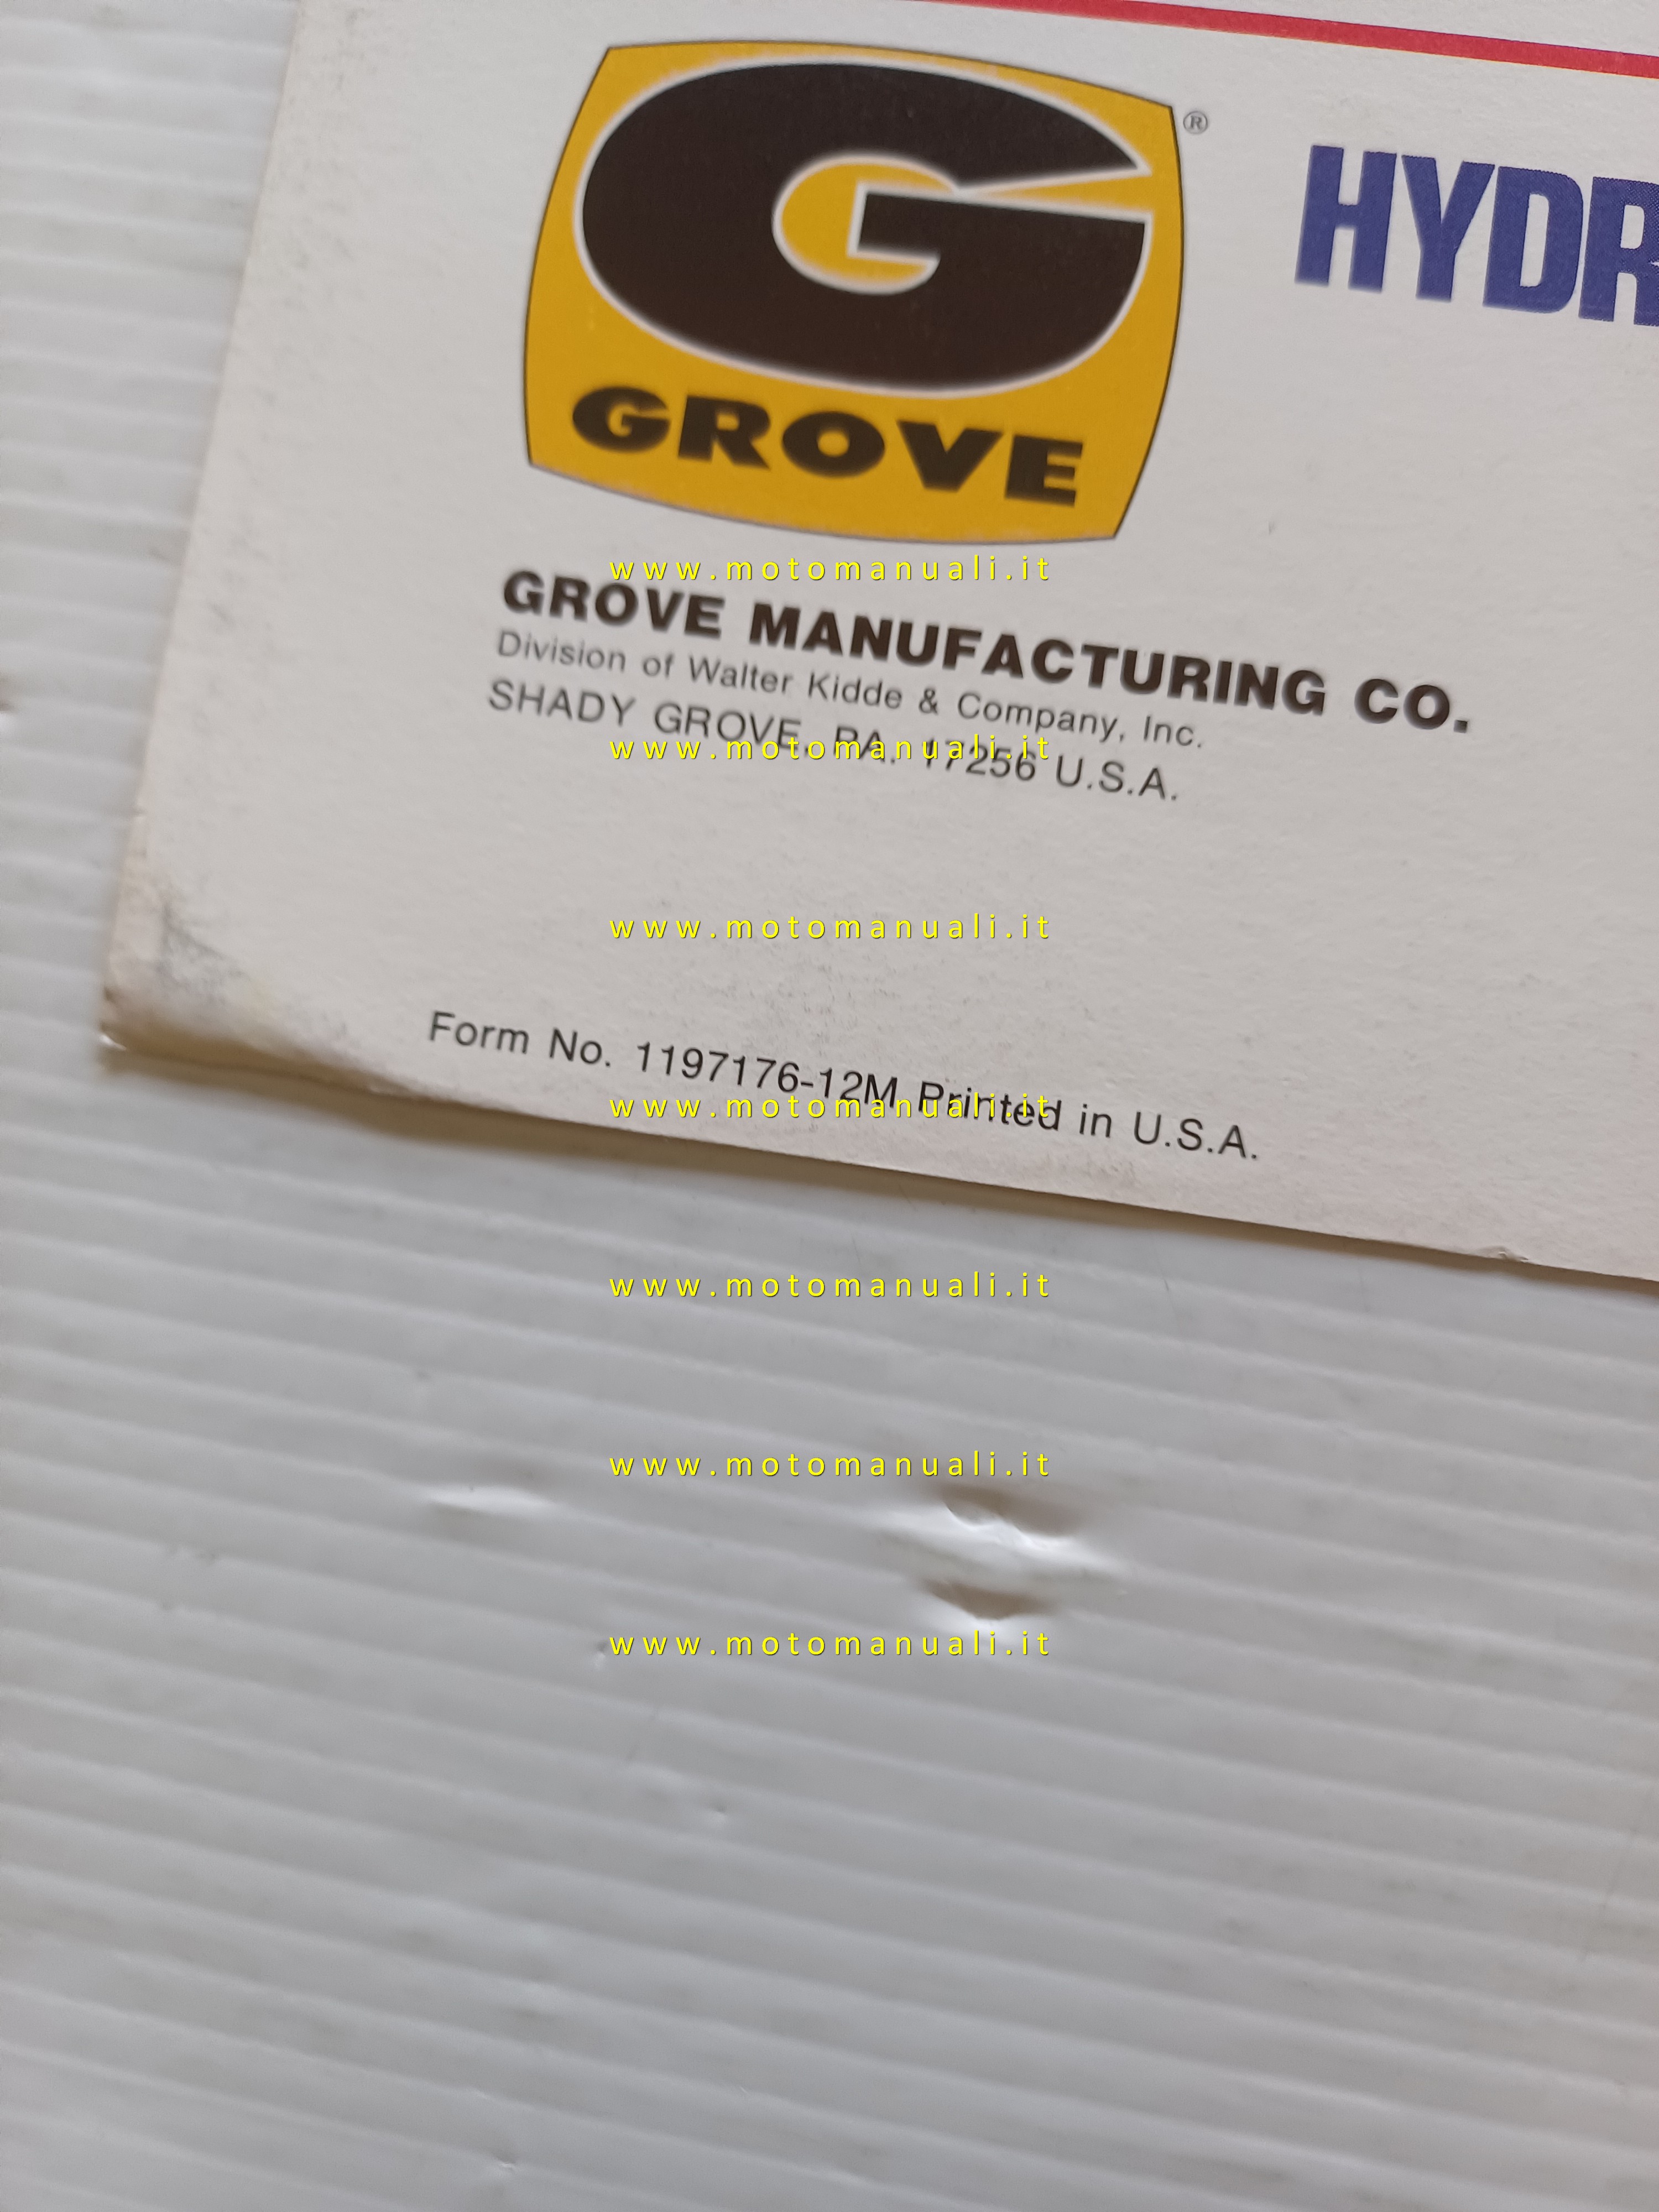 G
®
GROVE
HYDR
www.motomanuali.it
GROVE MANUFACTURING CO.
Division of Walter Kidde & Company, Inc.
SHADY GROVE, PA. 17256 U.S.A.
www.motomanuali.it
www.motomanuali.it
Form No. 1197176-12M Printed in U.S.A.
www.motomanuali.it
www.motomanuali.it
www.motomanuali.it
www.motomanuali.it